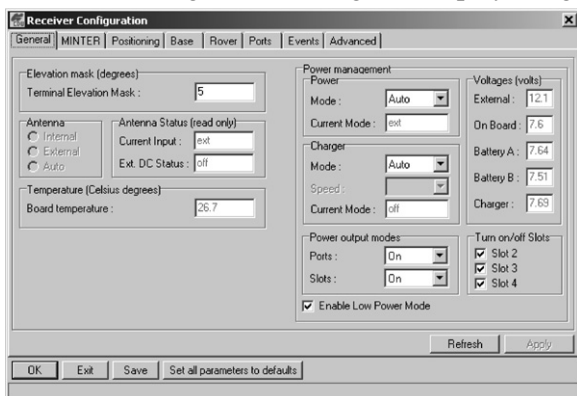 Receiver Configuration
General MINTER Positioning Base Rover Ports Events Advanced
Elevation mask (degrees)
Terminal Elevation Mask : 5
Antenna
Internal
External
Auto
Antenna Status (read only)
Current Input : ext
Ext. DC Status : off
Temperature (Celsius degrees)
Board temperature : 26.7
Power management
Power
Mode : Auto
Current Mode : ext
Charger
Mode : Auto
Speed :
Current Mode : off
Voltages (volts)
External : 12.1
On Board : 7.6
Battery A : 7.64
Battery B : 7.51
Charger : 7.69
Power output modes
Ports : On
Slots : On
Turn on/off Slots
Slot 2
Slot 3
Slot 4
Enable Low Power Mode
Refresh Apply
OK Exit Save Set all parameters to defaults